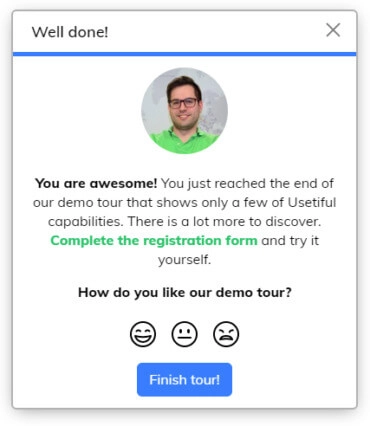 Well done!
You are awesome! You just reached the end of
our demo tour that shows only a few of Usetiful
capabilities. There is a lot more to discover.
Complete the registration form and try it
yourself.
How do you like our demo tour?
Finish tour!